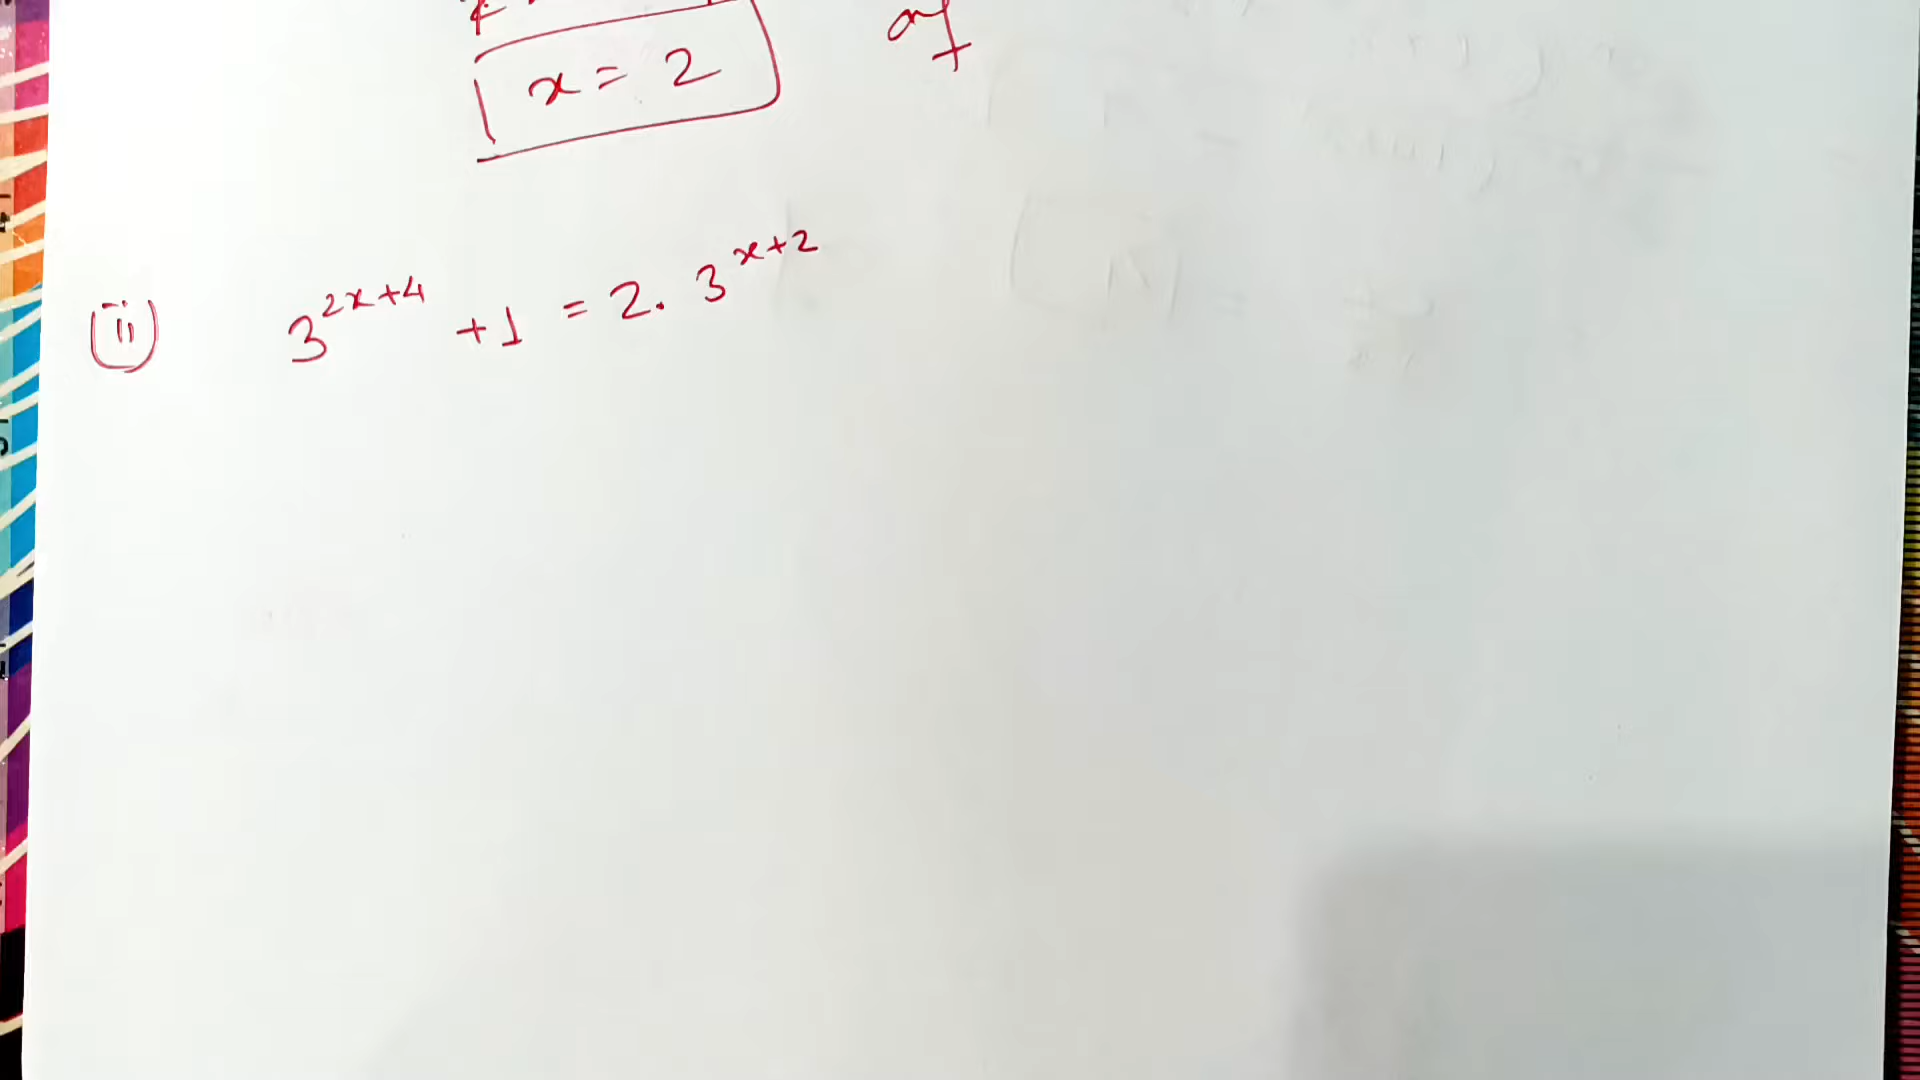 x = 2
(ii) 3^{2x+4} + 1 = 2 . 3^{x+2}